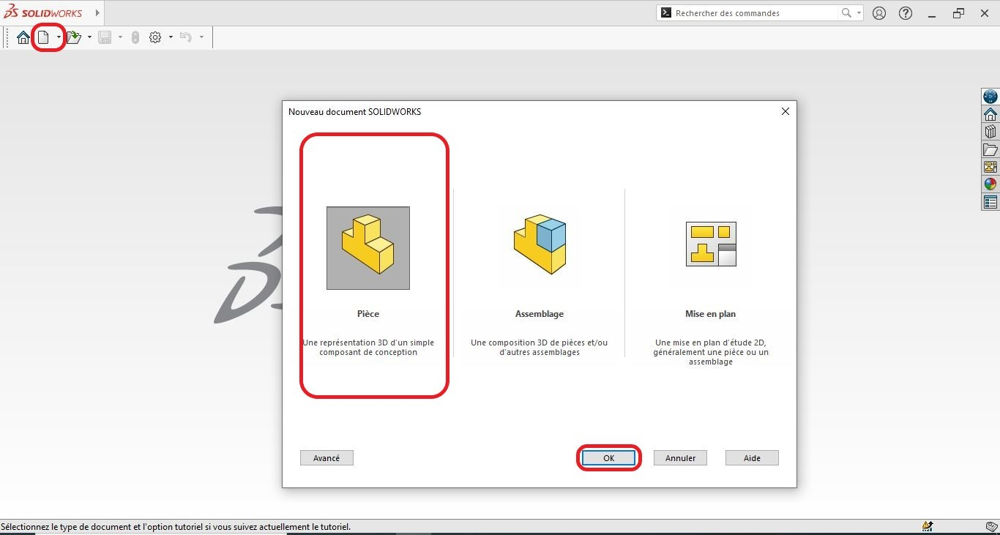 SOLIDWORKS
Rechercher des commandes
Nouveau document SOLIDWORKS
Pièce
Une représentation 3D d'un simple
composant de conception
Assemblage
Une composition 3D de pièces et/ou
d'autres assemblages
Mise en plan
Une mise en plan d'étude 2D,
généralement une pièce ou un
assemblage
Avancé
OK
Annuler
Aide
Sélectionnez le type de document et l'option tutoriel si vous suivez actuellement le tutoriel.